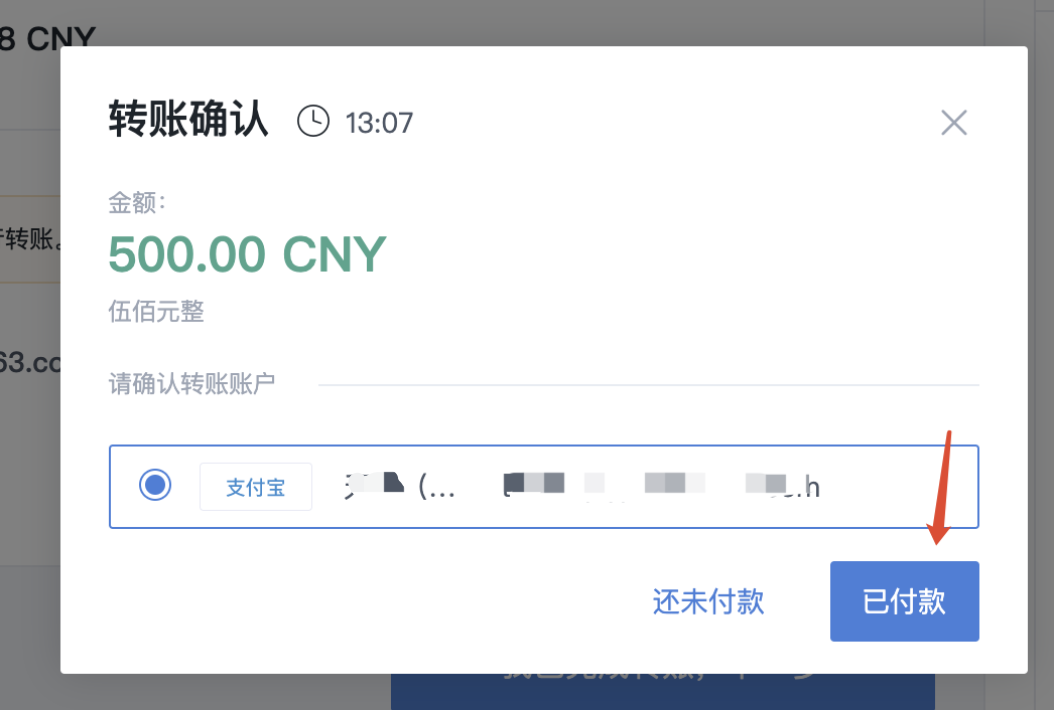 8 CNY
转账确认 13:07
金额：
500.00 CNY
转账。
伍佰元整
63.co
请确认转账账户
支付宝 (...
还未付款 已付款